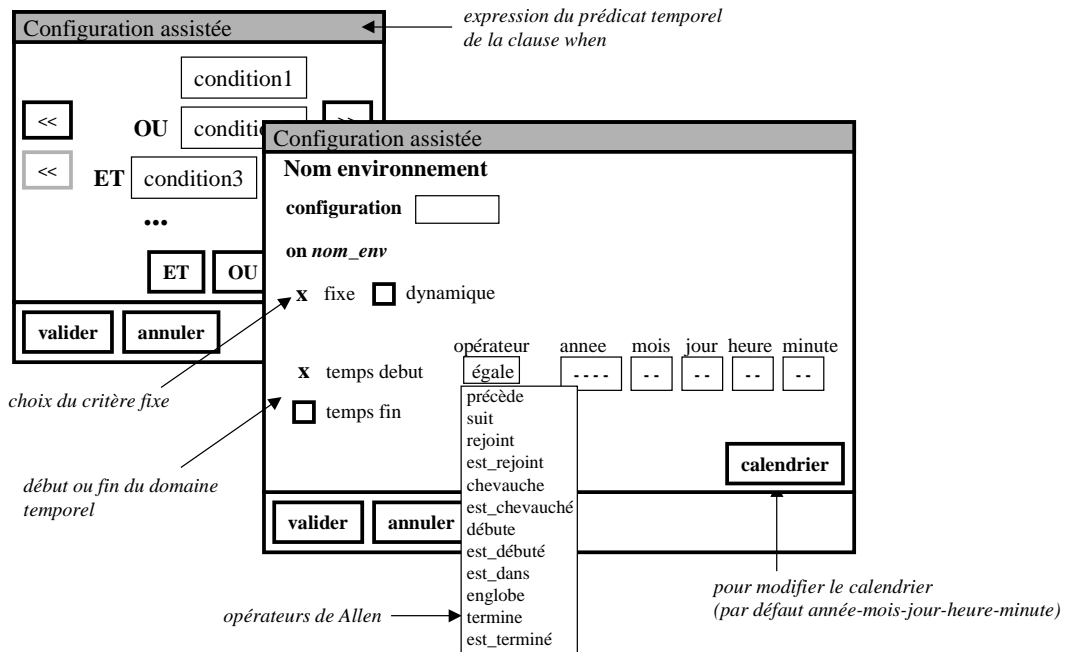 expression du prédicat temporel
de la clause when
Configuration assistée
condition1
<<
OU
>>
<<
ET condition3
...
ET OU
valider annuler
Configuration assistée
Nom environnement
configuration
on nom_env
x fixe dynamique
opérateur annee mois jour heure minute
x temps debut égale - - - - - - - - - - - -
temps fin
précède
suit
rejoint
est_rejoint
chevauche
est_chevauché
débute
est_débuté
est_dans
englobe
termine
est_terminé
calendrier
valider annuler
choix du critère fixe
début ou fin du domaine
temporel
opérateurs de Allen
pour modifier le calendrier
(par défaut année-mois-jour-heure-minute)